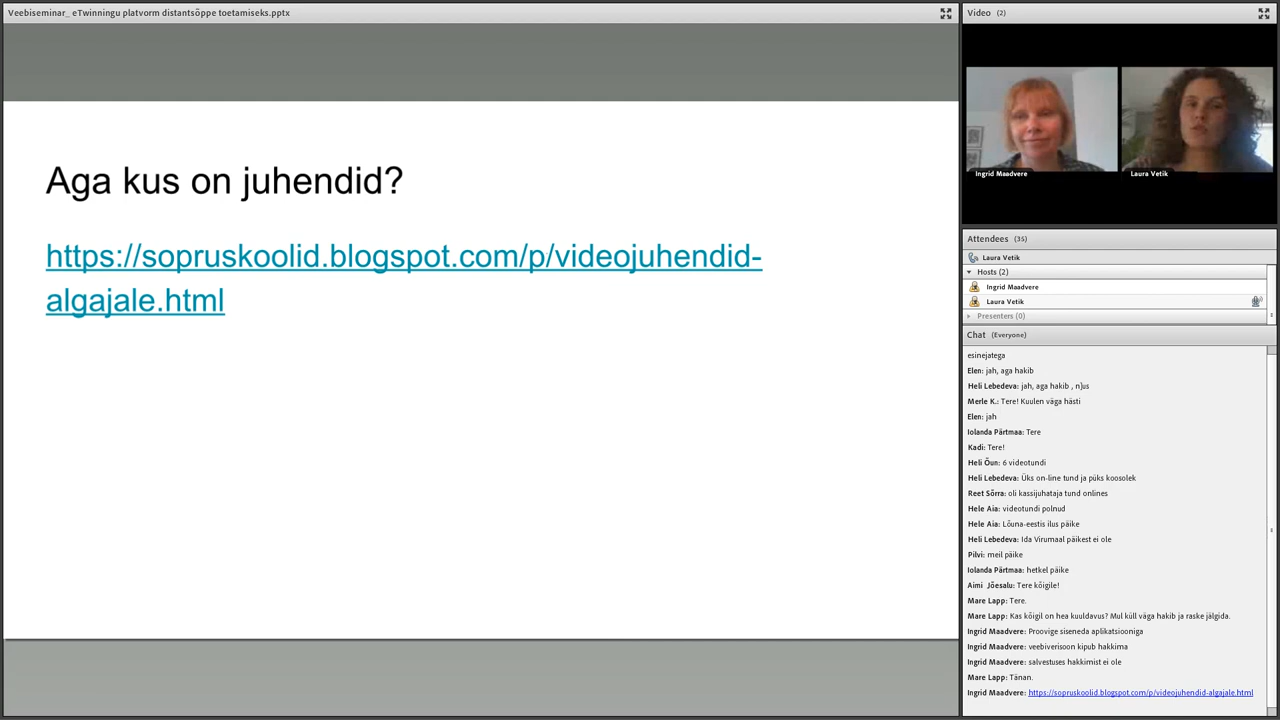 Veebiseminar_ eTwinningu platvorm distantsõppe toetamiseks.pptx
Aga kus on juhendid?
https://sopruskoolid.blogspot.com/p/videojuhendid-
algajale.html
Video (2)
Ingrid Maadvere
Laura Vetik
Attendees (35)
Laura Vetik
Hosts (2)
Ingrid Maadvere
Laura Vetik
Presenters (0)
Chat (Everyone)
esinejatega
Elen: jah, aga hakib
Heli Lebedeva: jah, aga hakib , n]us
Merle K.: Tere! Kuulen väga hästi
Elen: jah
Iolanda Pärtmaa: Tere
Kadi: Tere!
Heli Õun: 6 videotundi
Heli Lebedeva: Üks on-line tund ja püks koosolek
Reet Sõrra: oli kassijuhataja tund onlines
Hele Aia: videotundi polnud
Hele Aia: Lõuna-eestis ilus päike
Heli Lebedeva: Ida Virumaal päikest ei ole
Pilvi: meil päike
Iolanda Pärtmaa: hetkel päike
Aimi Jõesalu: Tere kõigile!
Mare Lapp: Tere.
Mare Lapp: Kas kõigil on hea kuuldavus? Mul küll väga hakib ja raske jälgida.
Ingrid Maadvere: Proovige siseneda aplikatsiooniga
Ingrid Maadvere: veebiverisoon kipub hakkima
Ingrid Maadvere: salvestuses hakkimist ei ole
Mare Lapp: Tänan.
Ingrid Maadvere: https://sopruskoolid.blogspot.com/p/videojuhendid-algajale.html